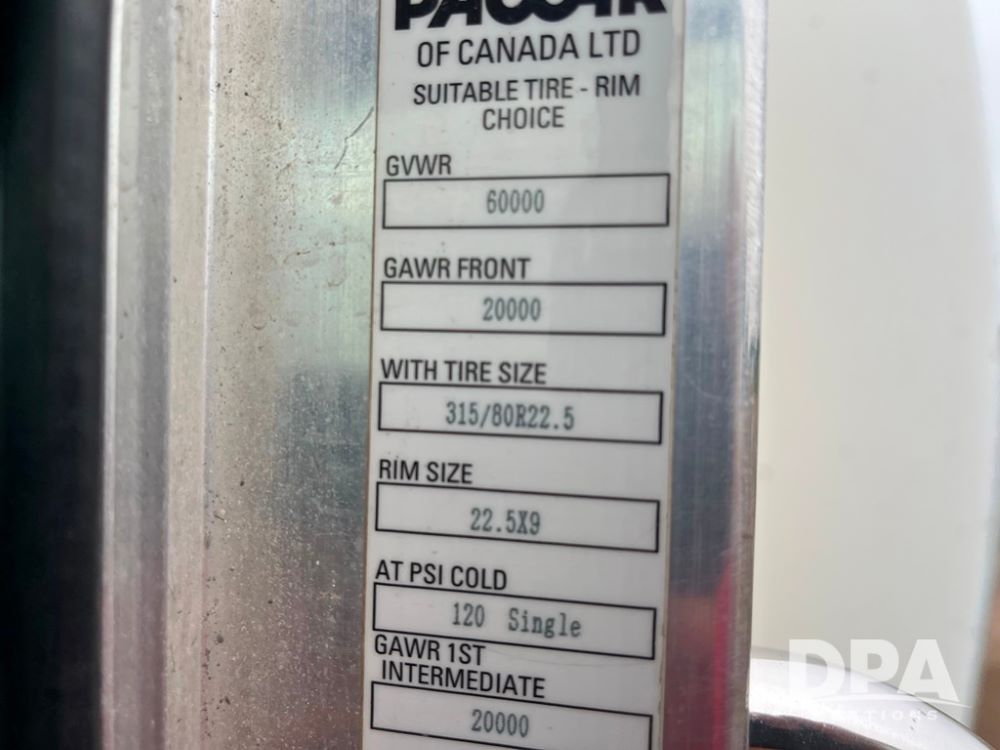 PACCAR
OF CANADA LTD
SUITABLE TIRE - RIM
CHOICE
GVWR
60000
GAWR FRONT
20000
WITH TIRE SIZE
315/80R22.5
RIM SIZE
22.5X9
AT PSI COLD
120 Single
GAWR 1ST
INTERMEDIATE
20000
DPA